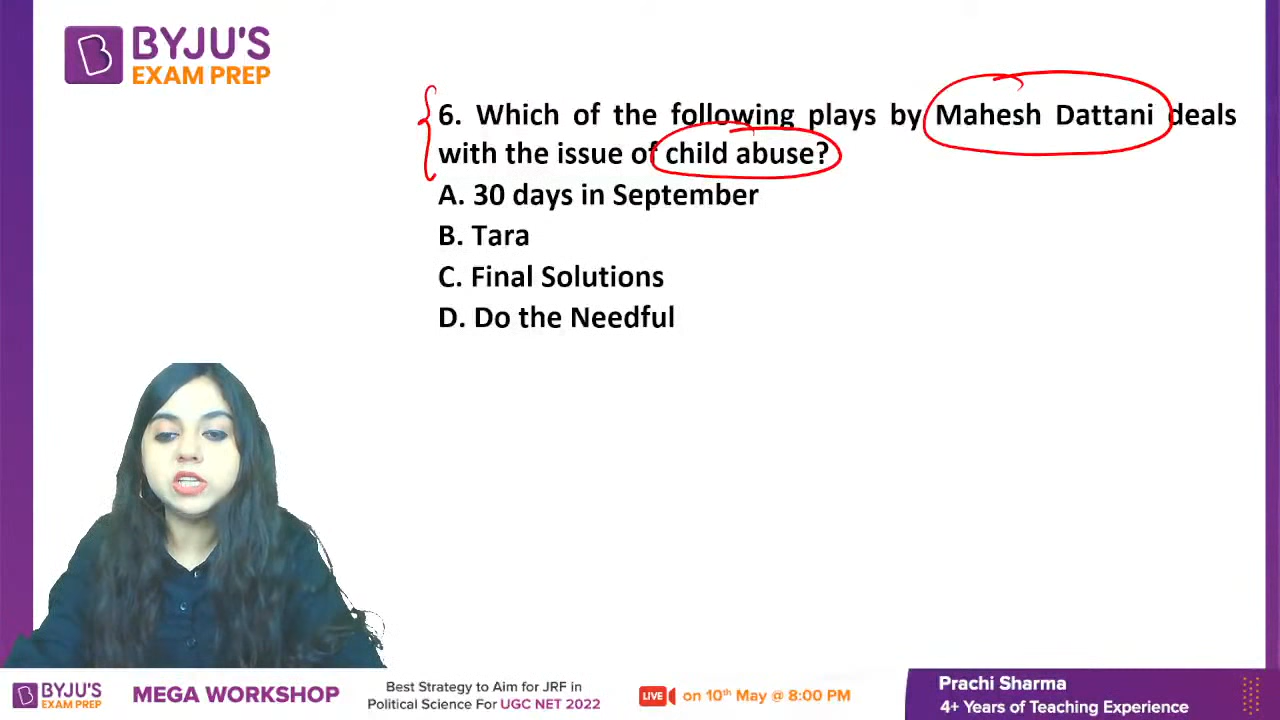 BYJU'S
EXAM PREP
6. Which of the following plays by Mahesh Dattani deals
with the issue of child abuse?
A. 30 days in September
B. Tara
C. Final Solutions
D. Do the Needful
BYJU'S
EXAM PREP
MEGA WORKSHOP
Best Strategy to Aim for JRF in
Political Science For UGC NET 2022
LIVE
on 10th May @ 8:00 PM
Prachi Sharma
4+ Years of Teaching Experience